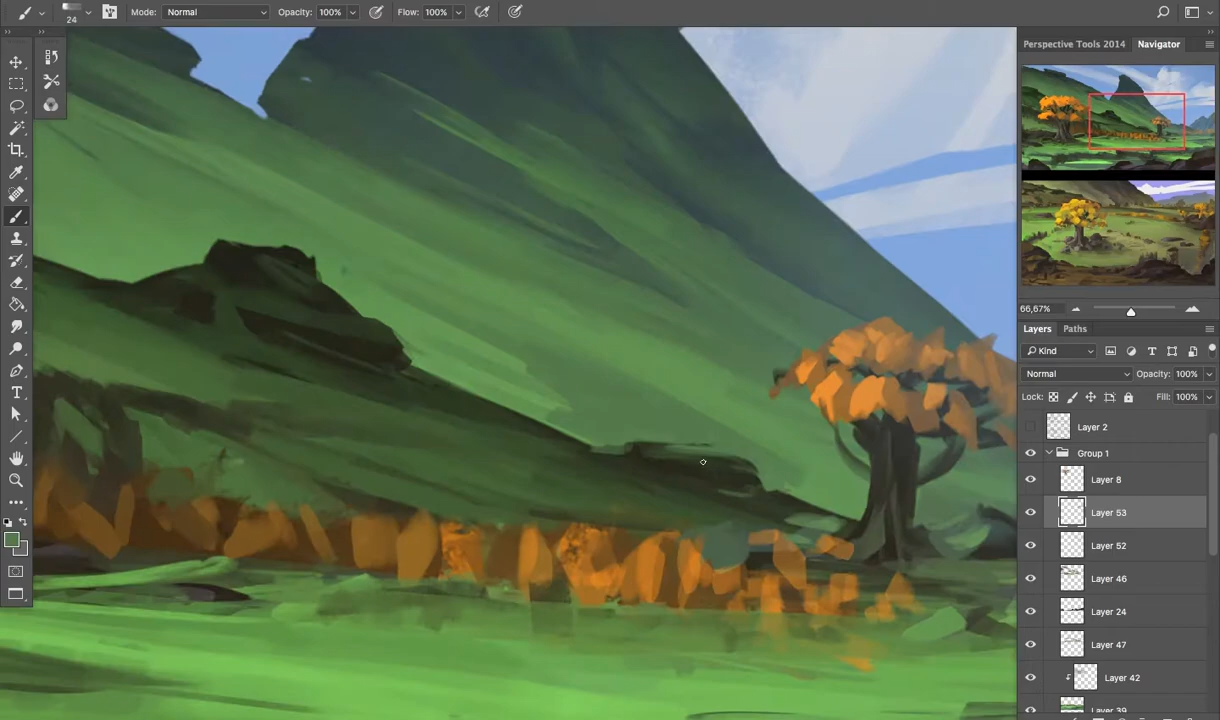 24
Mode: Normal
Opacity: 100%
Flow: 100%
Perspective Tools 2014
Navigator
66,67%
Layers
Paths
Kind
Normal
Opacity: 100%
Lock:
Fill: 100%
Layer 2
Group 1
Layer 8
Layer 53
Layer 52
Layer 46
Layer 24
Layer 47
Layer 42
Layer 39